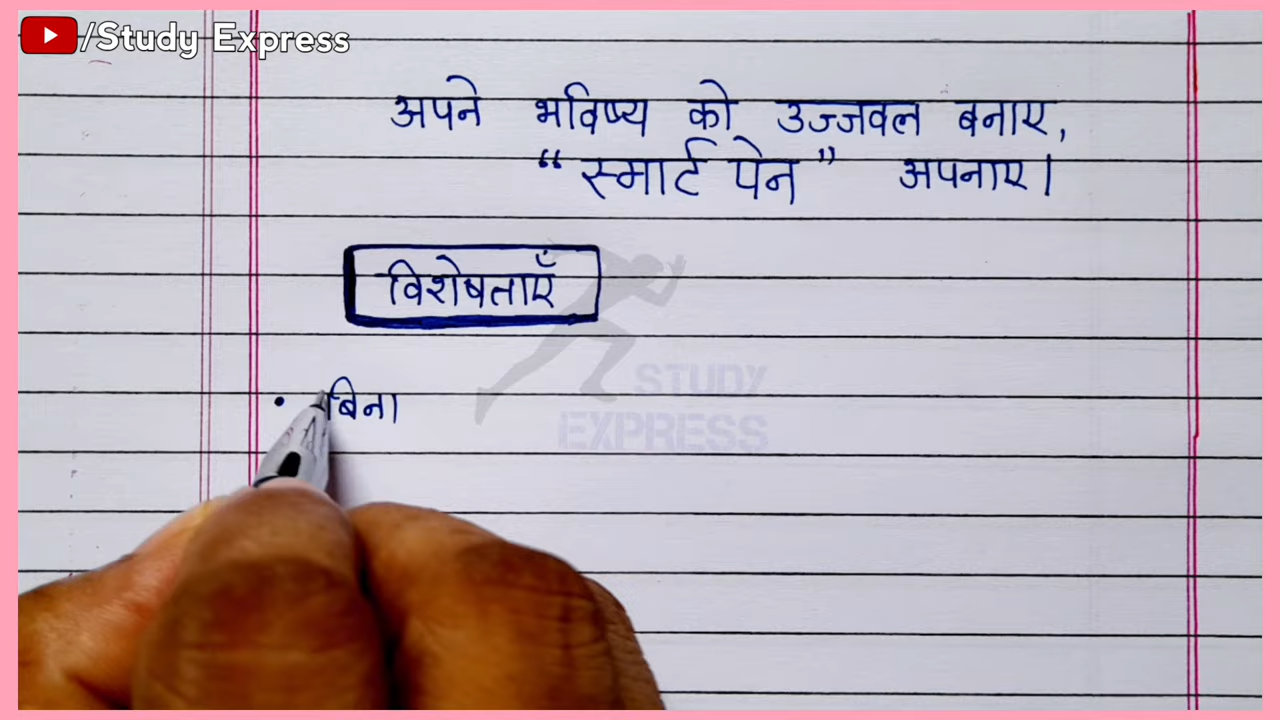 /Study Express
अपने भविष्य को उज्जवल बनाए,
“स्मार्ट पेन” अपनाए।
विशेषताएँ
• बिना
STUDY
EXPRESS